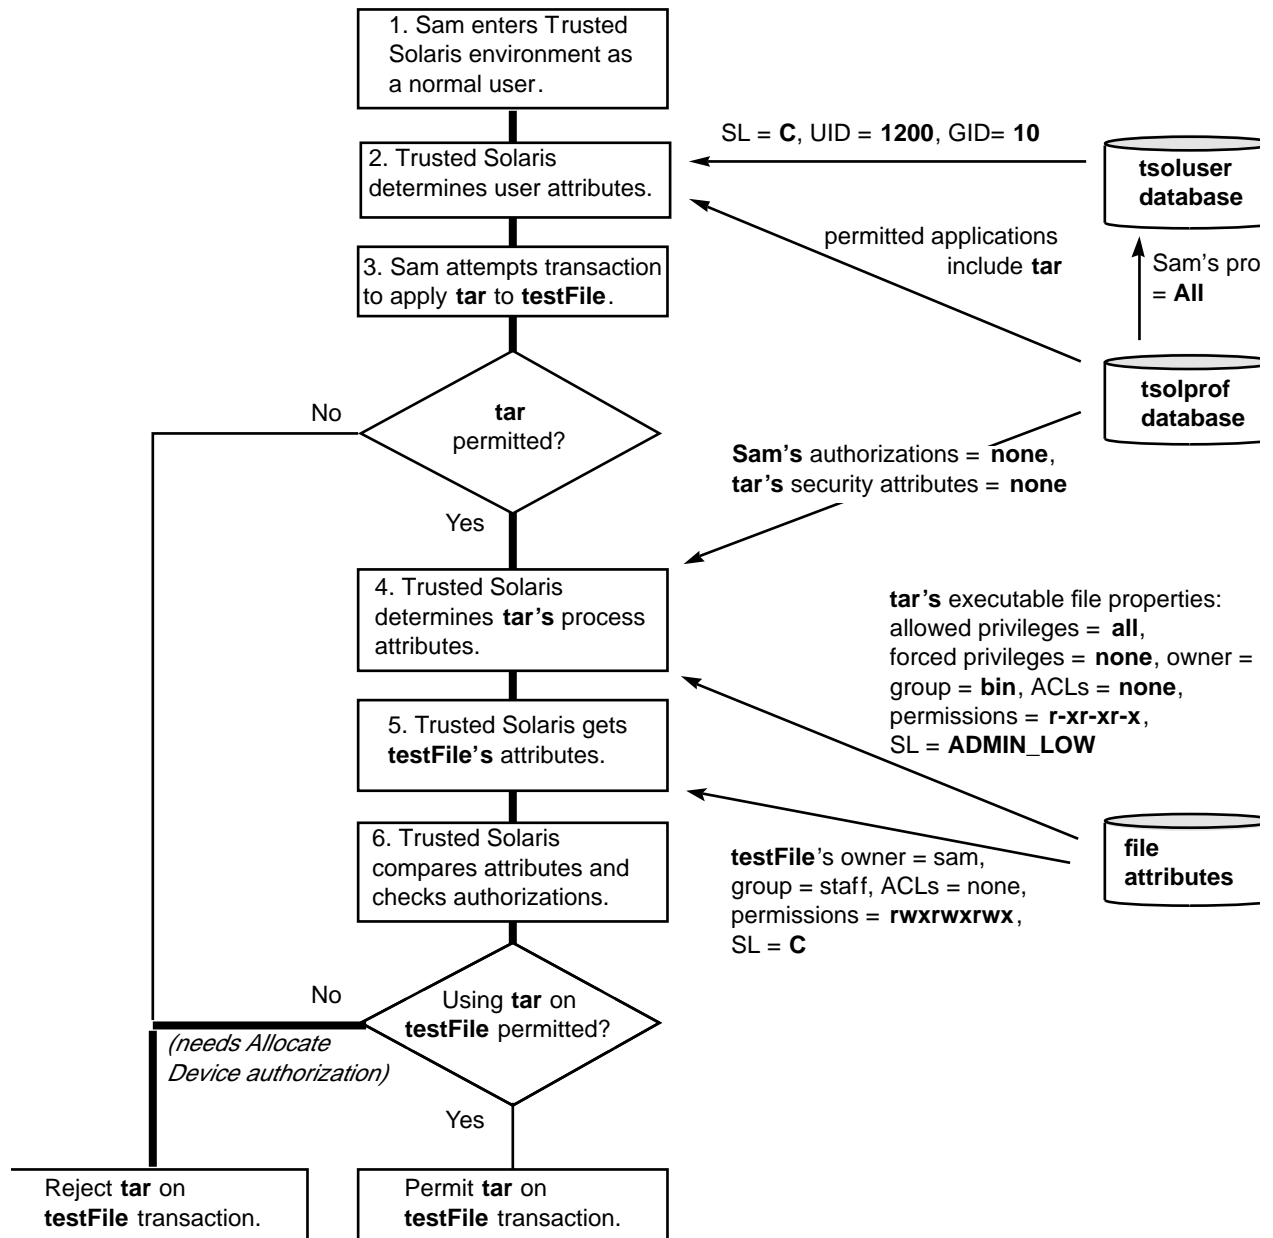 1. Sam enters Trusted
Solaris environment as
a normal user.
SL = C, UID = 1200, GID= 10
2. Trusted Solaris
determines user attributes.
tsoluser
database
permitted applications
include tar
3. Sam attempts transaction
to apply tar to testFile.
Sam's pro
= All
No
tar
permitted?
tsolprof
database
Sam's authorizations = none,
tar's security attributes = none
Yes
4. Trusted Solaris
determines tar's process
attributes.
tar's executable file properties:
allowed privileges = all,
forced privileges = none, owner =
group = bin, ACLs = none,
permissions = r-xr-xr-x,
SL = ADMIN_LOW
5. Trusted Solaris gets
testFile's attributes.
6. Trusted Solaris
compares attributes and
checks authorizations.
testFile's owner = sam,
group = staff, ACLs = none,
permissions = rwxrwxrwx,
SL = C
file
attributes
No
Using tar on
testFile permitted?
(needs Allocate
Device authorization)
Yes
Reject tar on
testFile transaction.
Permit tar on
testFile transaction.